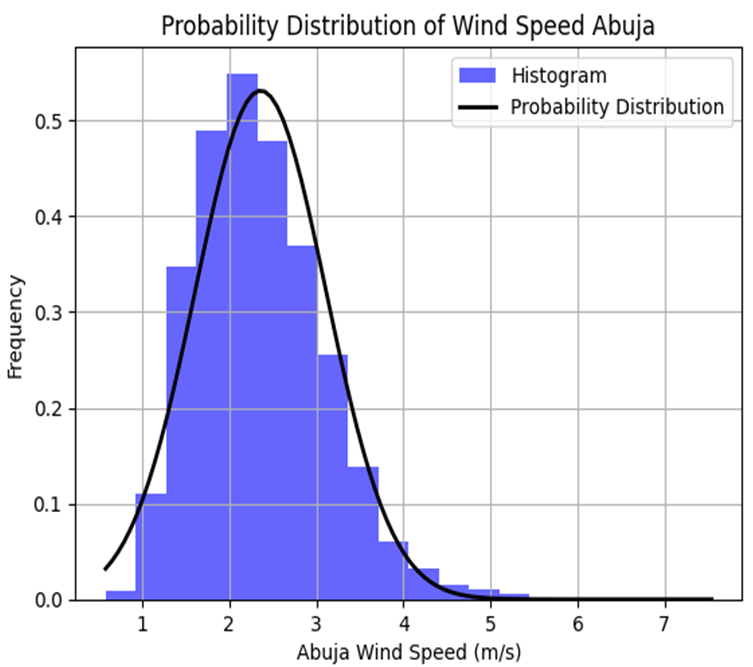 Probability Distribution of Wind Speed Abuja
Histogram
Probability Distribution
Frequency
0.5
0.4
0.3
0.2
0.1
0.0
1 2 3 4 5 6 7
Abuja Wind Speed (m/s)